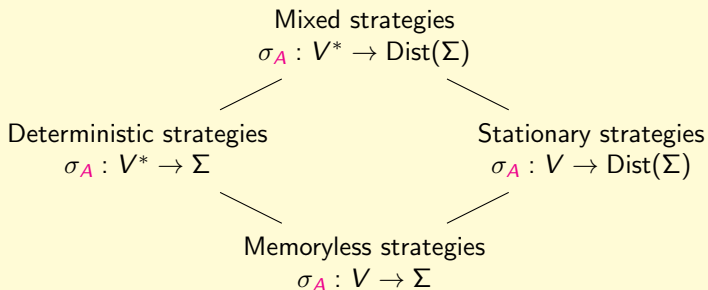 Mixed strategies
σ_A : V* → Dist(Σ)
Deterministic strategies
σ_A : V* → Σ
Stationary strategies
σ_A : V → Dist(Σ)
Memoryless strategies
σ_A : V → Σ